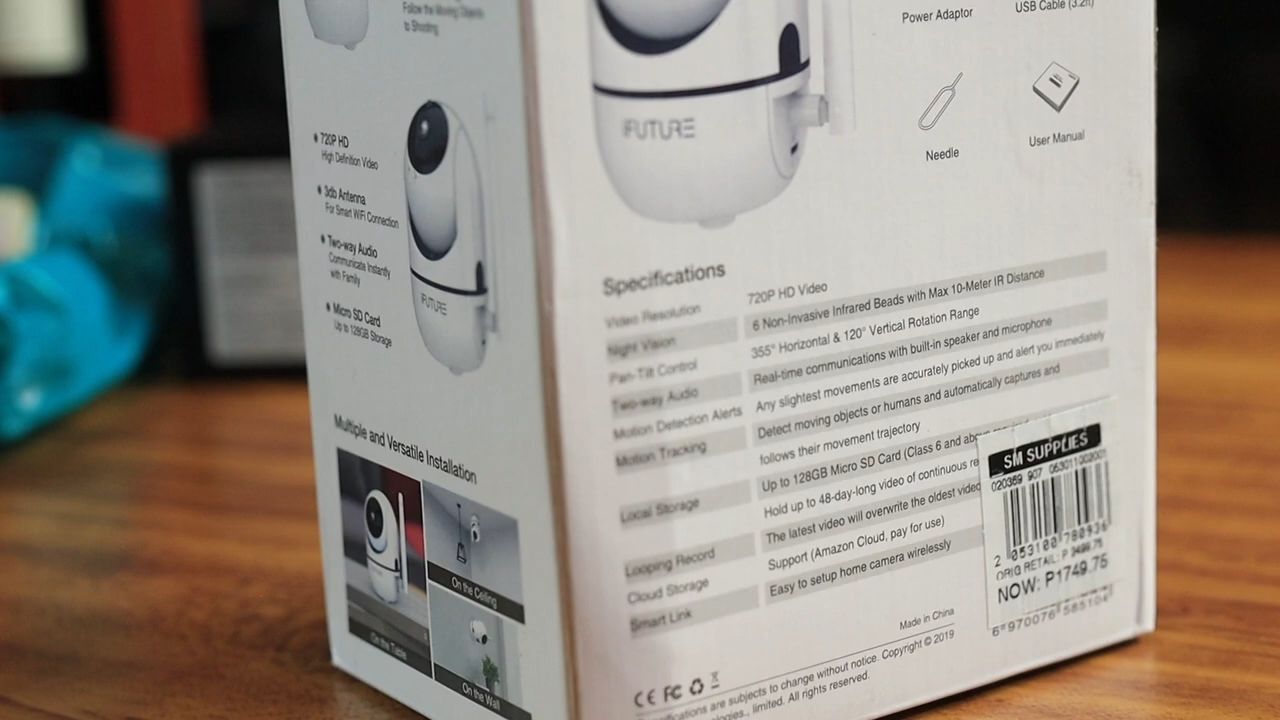 Follow the Moving Objects
to Shooting
720P HD
High Definition Video
3db Antenna
For Smart WiFi Connection
Two-way Audio
Communicate Instantly
with Family
Micro SD Card
Up to 128GB Storage
iFUTURE
Multiple and Versatile Installation
On the Table
On the Ceiling
On the Wall
iFUTURE
Power Adaptor
USB Cable (3.2ft)
Needle
User Manual
Specifications
Video Resolution 720P HD Video
Night Vision 6 Non-Invasive Infrared Beads with Max 10-Meter IR Distance
Pan-Tilt Control 355° Horizontal & 120° Vertical Rotation Range
Two-way Audio Real-time communications with built-in speaker and microphone
Motion Detection Alerts Any slightest movements are accurately picked up and alert you immediately
Motion Tracking Detect moving objects or humans and automatically captures and
follows their movement trajectory
Local Storage Up to 128GB Micro SD Card (Class 6 and
Hold up to 48-day-long video of continuous
Looping Record The latest video will overwrite the oldest video
Cloud Storage Support (Amazon Cloud, pay for use)
Smart Link Easy to setup home camera wirelessly
SM SUPPLIES
020369 907 063011002001
2 053100 780936
ORIG RETAIL: P 3499.75
NOW: P1749.75
6 970076 585104
Made in China
CE FC
are subjects to change without notice. Copyright © 2019
limited. All rights reserved.